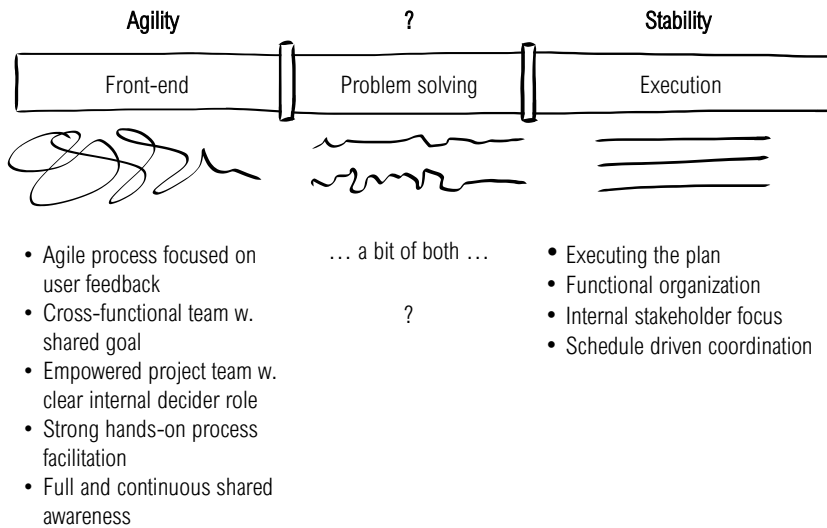 Agility
?
Stability
Front-end
Problem solving
Execution
• Agile process focused on
user feedback
• Cross-functional team w.
shared goal
• Empowered project team w.
clear internal decider role
• Strong hands-on process
facilitation
• Full and continuous shared
awareness
... a bit of both ...
?
• Executing the plan
• Functional organization
• Internal stakeholder focus
• Schedule driven coordination